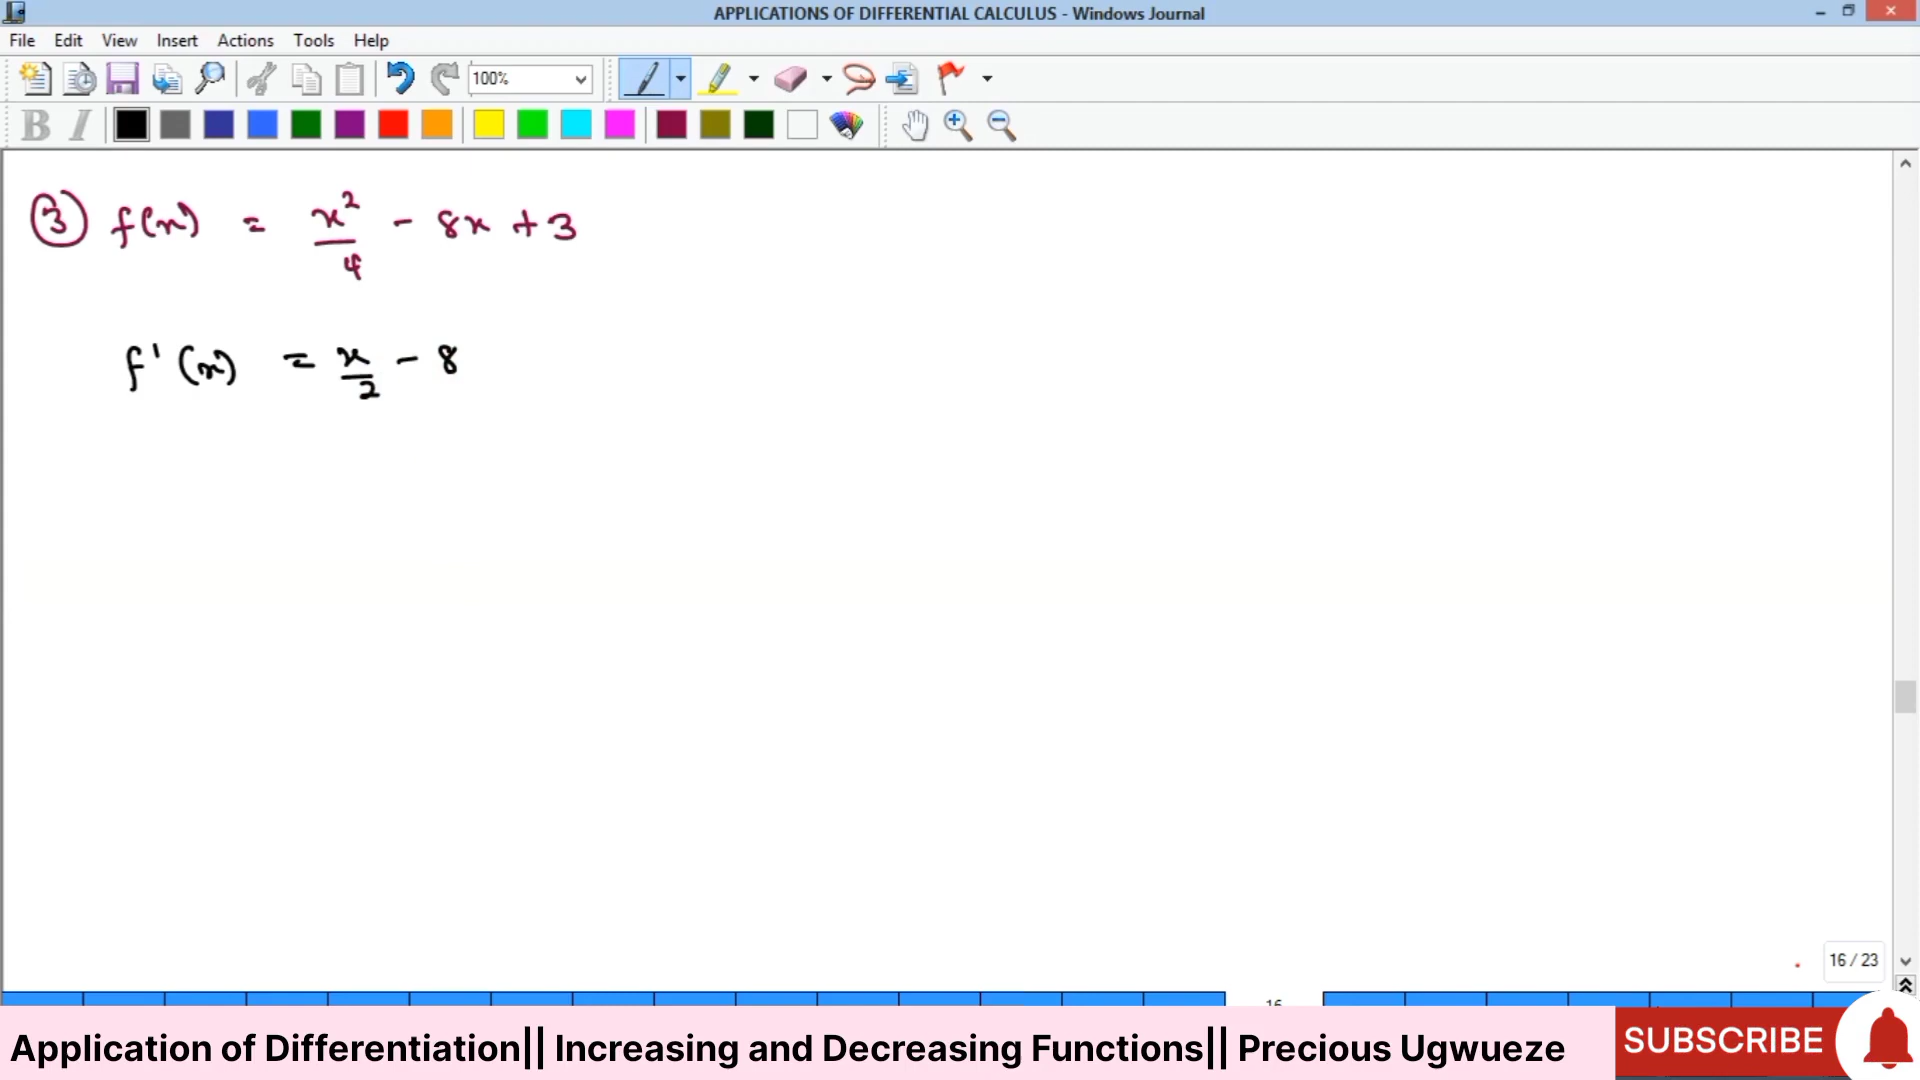 APPLICATIONS OF DIFFERENTIAL CALCULUS - Windows Journal
File Edit View Insert Actions Tools Help
100%
B I
③ f(x) = x²/4 - 8x + 3
f'(x) = x/2 - 8
16 / 23
16
Application of Differentiation|| Increasing and Decreasing Functions|| Precious Ugwueze
SUBSCRIBE